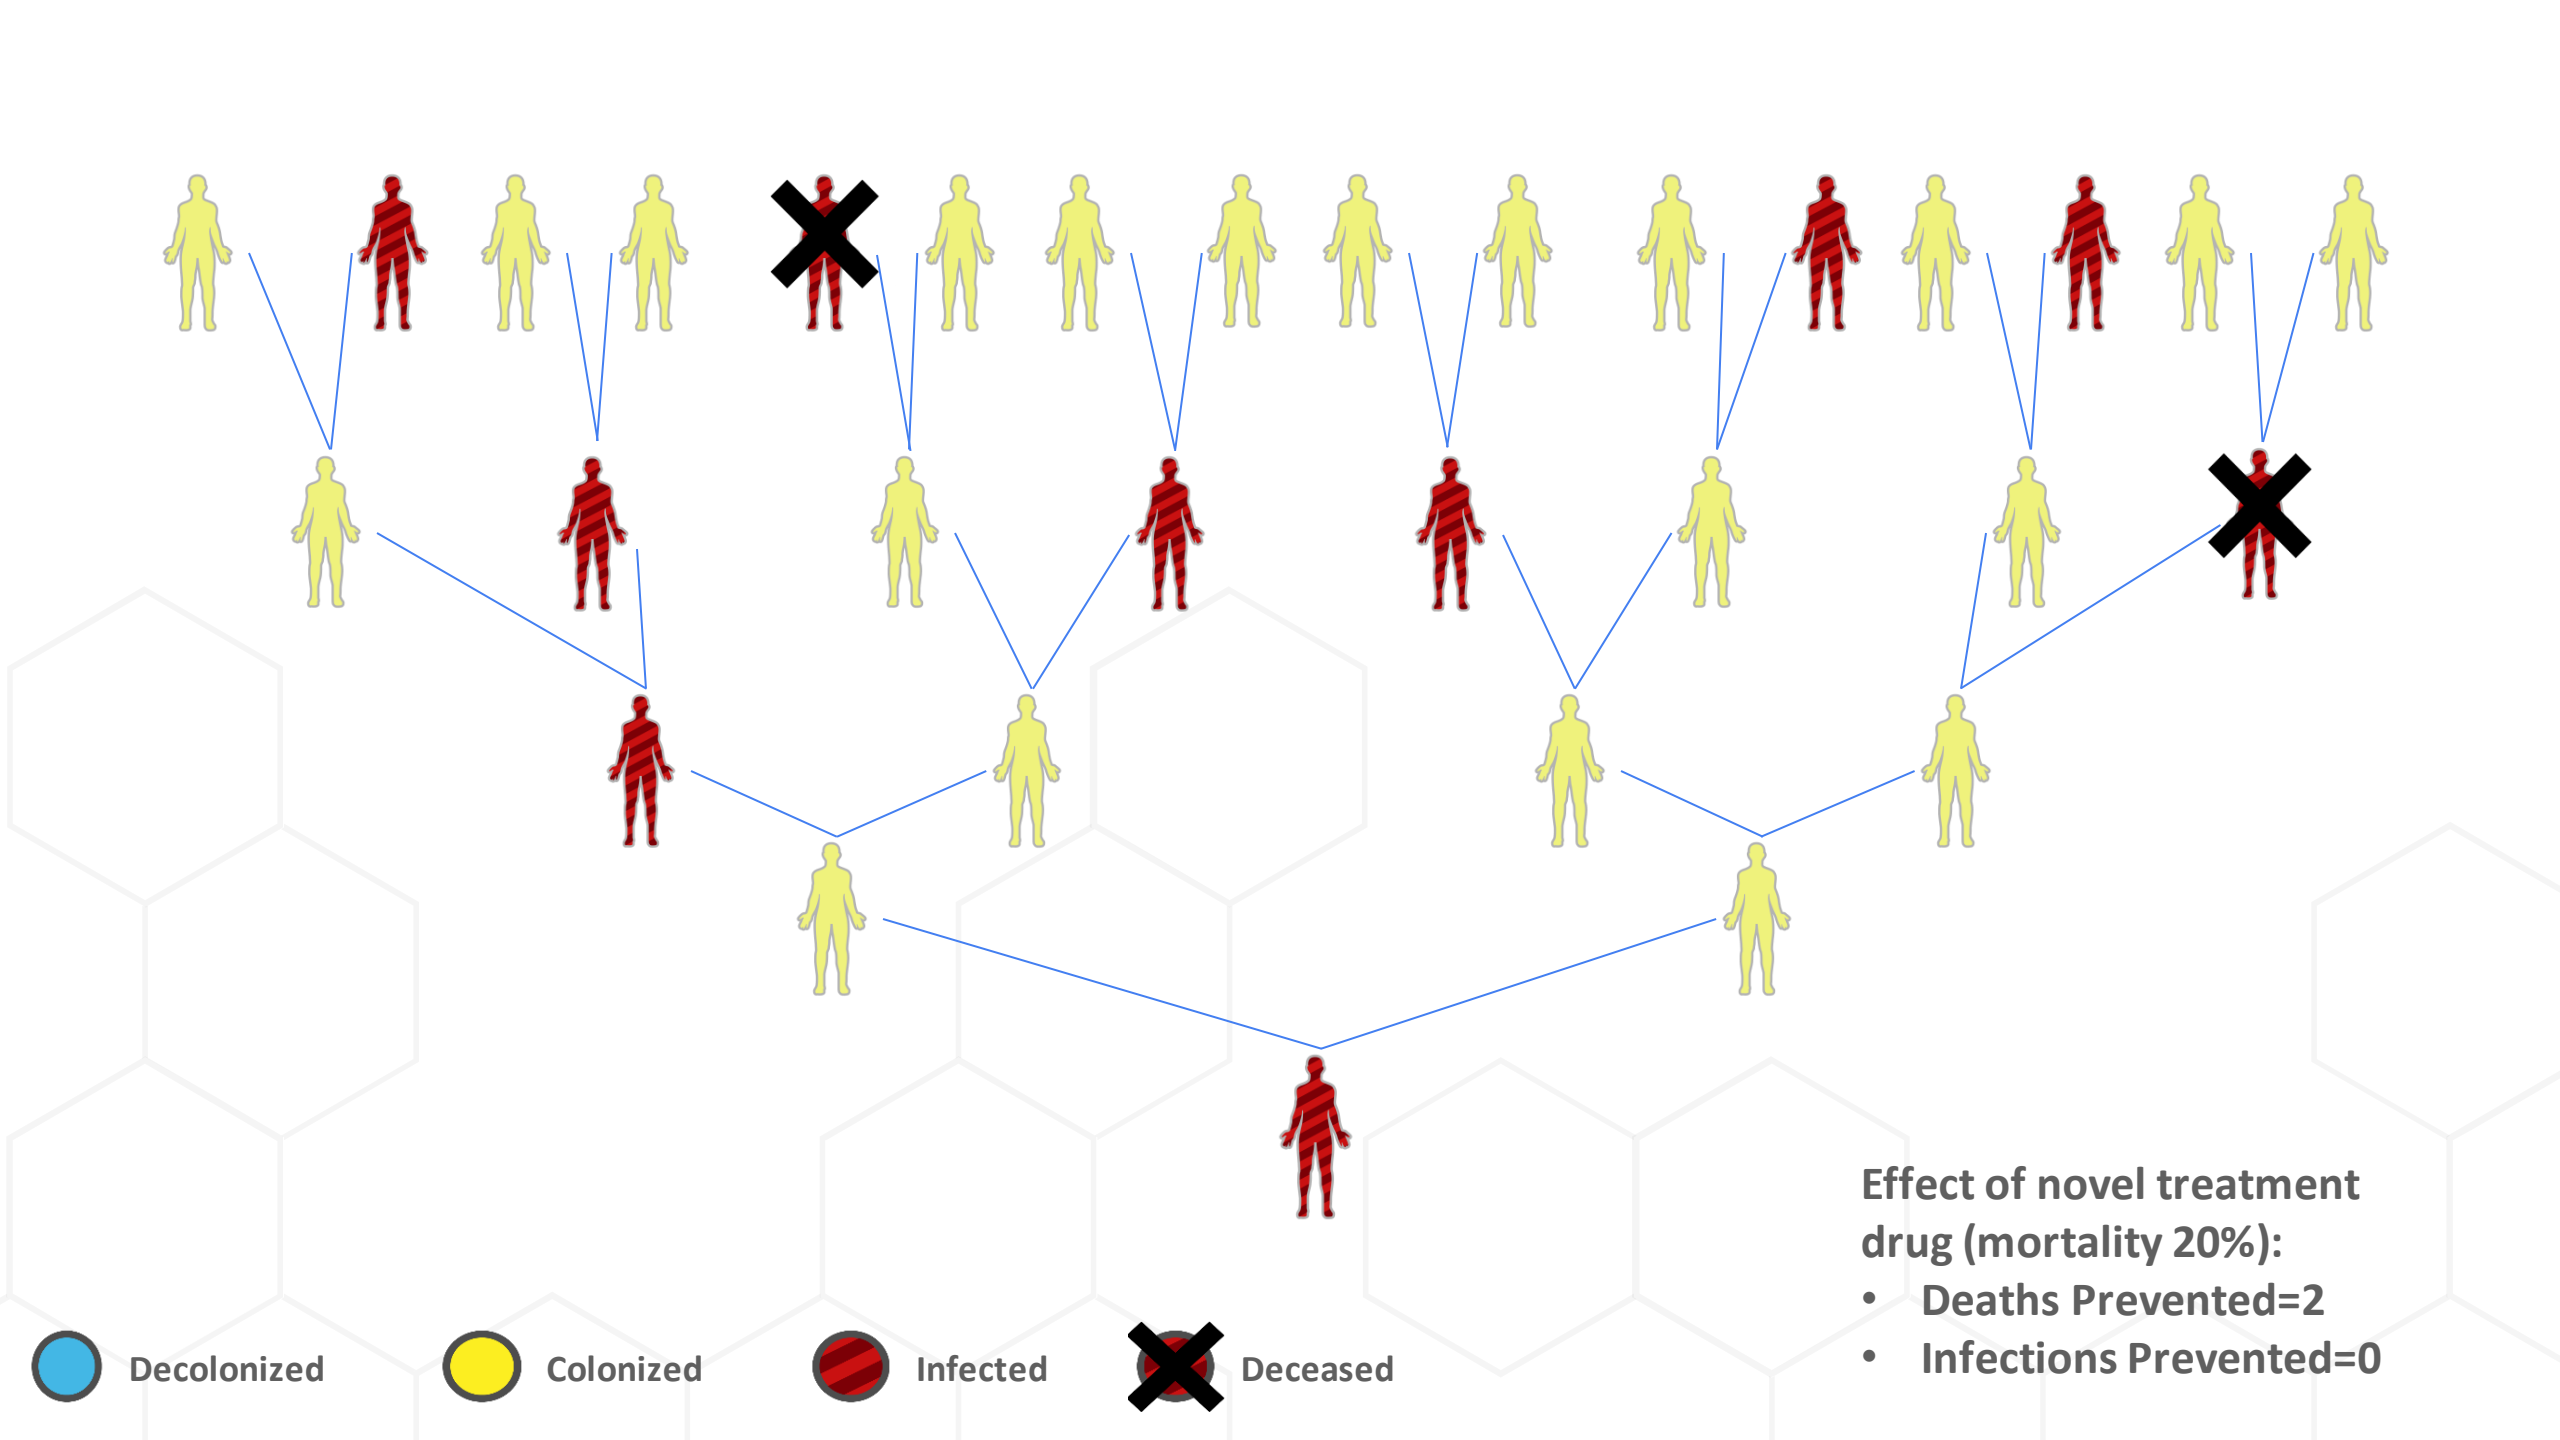 Effect of novel treatment
drug (mortality 20%):
• Deaths Prevented=2
• Infections Prevented=0
Decolonized
Colonized
Infected
Deceased